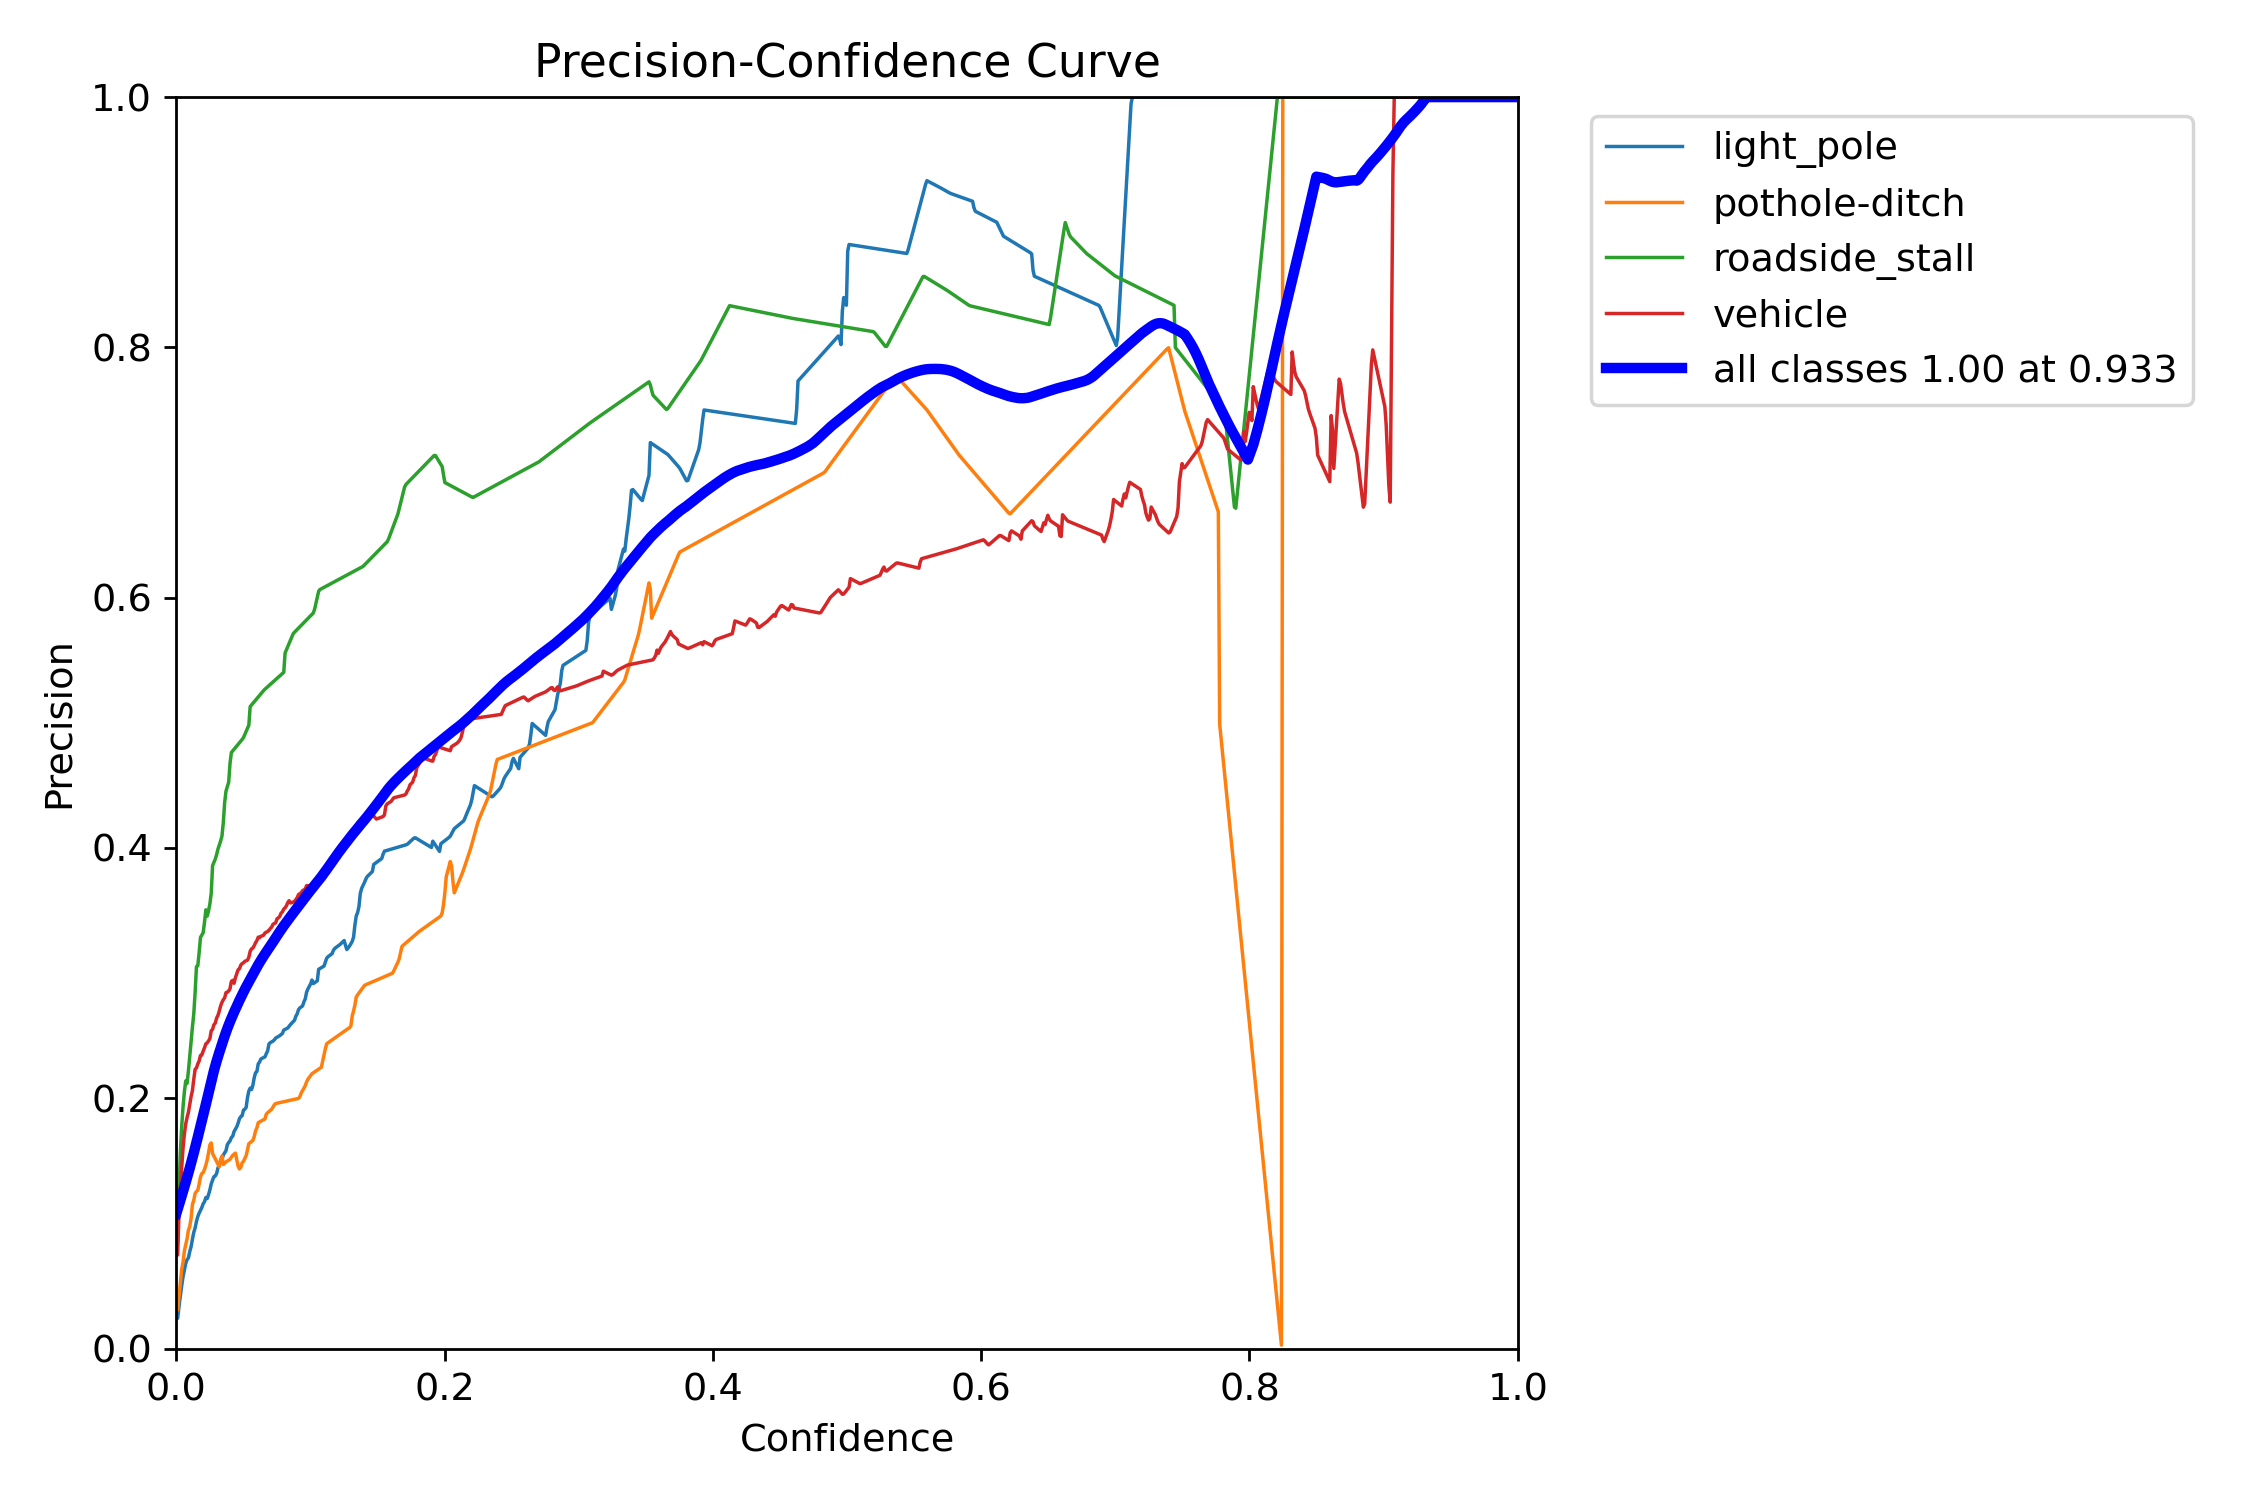 Precision-Confidence Curve
1.0
0.8
0.6
0.4
0.2
0.0
Precision
0.0 0.2 0.4 0.6 0.8 1.0
Confidence
light_pole
pothole-ditch
roadside_stall
vehicle
all classes 1.00 at 0.933